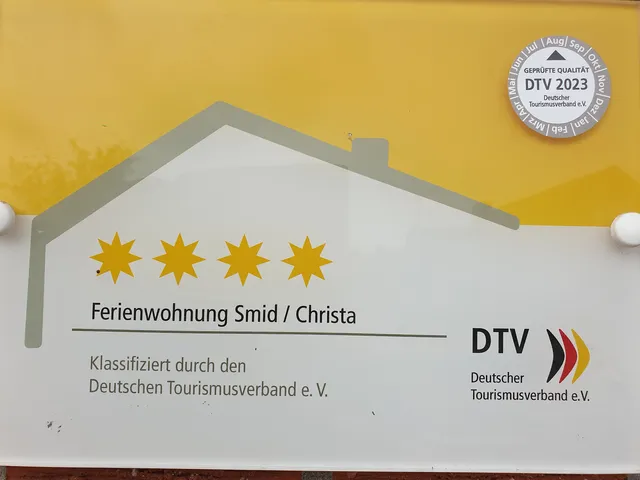 Jan Feb Mrz Apr Mai Jun Jul Aug Sep Okt Nov Dez
GEPRÜFTE QUALITÄT
DTV 2023
Deutscher
Tourismusverband e.V.
Ferienwohnung Smid / Christa
Klassifiziert durch den
Deutschen Tourismusverband e. V.
DTV
Deutscher
Tourismusverband e.V.